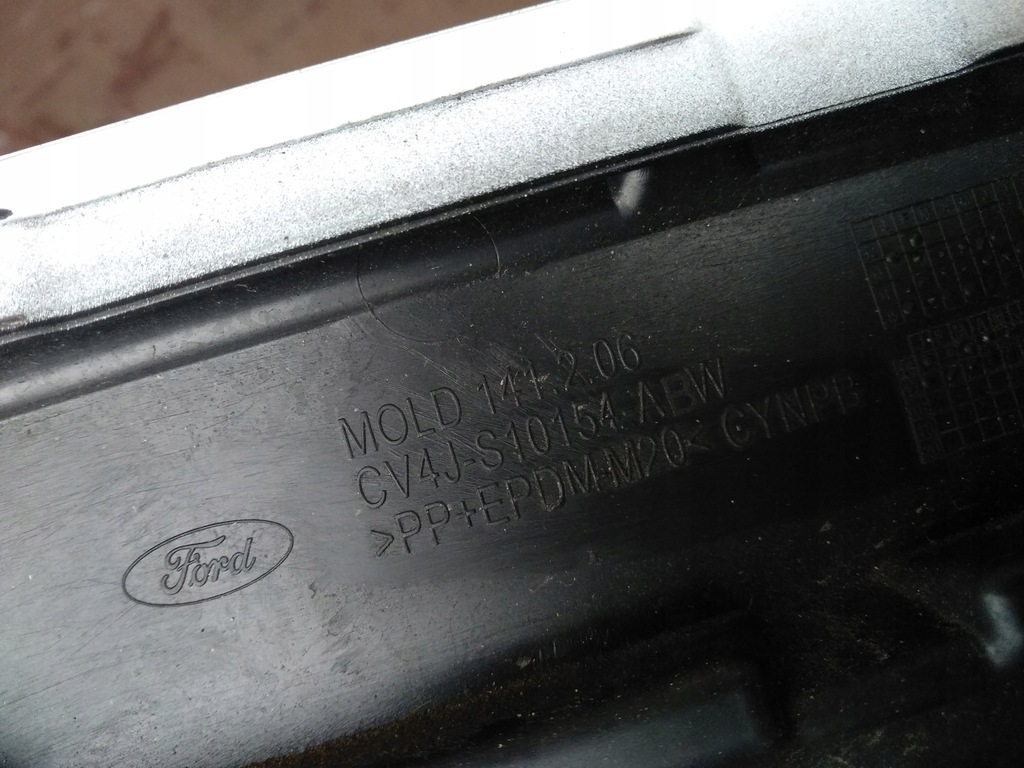 MOLD 141-2.06
CV4J-S10154-ABW
>PP+EPDM-M20< CYNPB
Ford